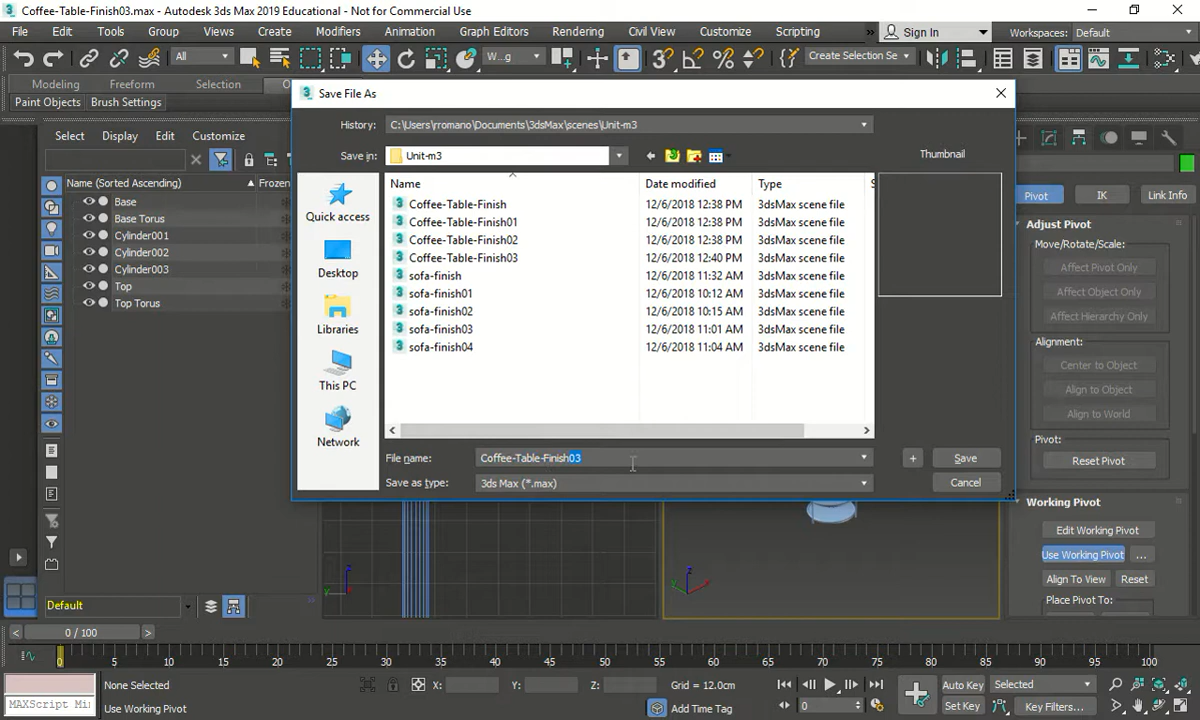 Coffee-Table-Finish03.max - Autodesk 3ds Max 2019 Educational - Not for Commercial Use
File Edit Tools Group Views Create Modifiers Animation Graph Editors Rendering Civil View Customize Scripting » Sign In Workspaces: Default
All W...g Create Selection Se
Modeling Freeform Selection O
Paint Objects Brush Settings
Save File As
History: C:\Users\rromano\Documents\3dsMax\scenes\Unit-m3
Select Display Edit Customize
Save in: Unit-m3 Thumbnail
Name (Sorted Ascending) Frozen
Name Date modified Type S
Quick access
Desktop
Libraries
This PC
Network
Coffee-Table-Finish 12/6/2018 12:38 PM 3dsMax scene file
Coffee-Table-Finish01 12/6/2018 12:38 PM 3dsMax scene file
Coffee-Table-Finish02 12/6/2018 12:38 PM 3dsMax scene file
Coffee-Table-Finish03 12/6/2018 12:40 PM 3dsMax scene file
sofa-finish 12/6/2018 11:32 AM 3dsMax scene file
sofa-finish01 12/6/2018 10:12 AM 3dsMax scene file
sofa-finish02 12/6/2018 10:15 AM 3dsMax scene file
sofa-finish03 12/6/2018 11:01 AM 3dsMax scene file
sofa-finish04 12/6/2018 11:04 AM 3dsMax scene file
File name: Coffee-Table-Finish03 + Save
Save as type: 3ds Max (*.max) Cancel
Base
Base Torus
Cylinder001
Cylinder002
Cylinder003
Top
Top Torus
Pivot IK Link Info
Adjust Pivot
Move/Rotate/Scale:
Affect Pivot Only
Affect Object Only
Affect Hierarchy Only
Alignment:
Center to Object
Align to Object
Align to World
Pivot:
Reset Pivot
Working Pivot
Edit Working Pivot
Use Working Pivot ...
Align To View Reset
Place Pivot To:
z
y
z
y
x
Default
< 0 / 100 >
0 5 10 15 20 25 30 35 40 45 50 55 60 65 70 75 80 85 90 95 100
None Selected X: Y: Z: Grid = 12.0cm Auto Key Selected
MAXScript Mi Use Working Pivot Add Time Tag 0 Set Key Key Filters...